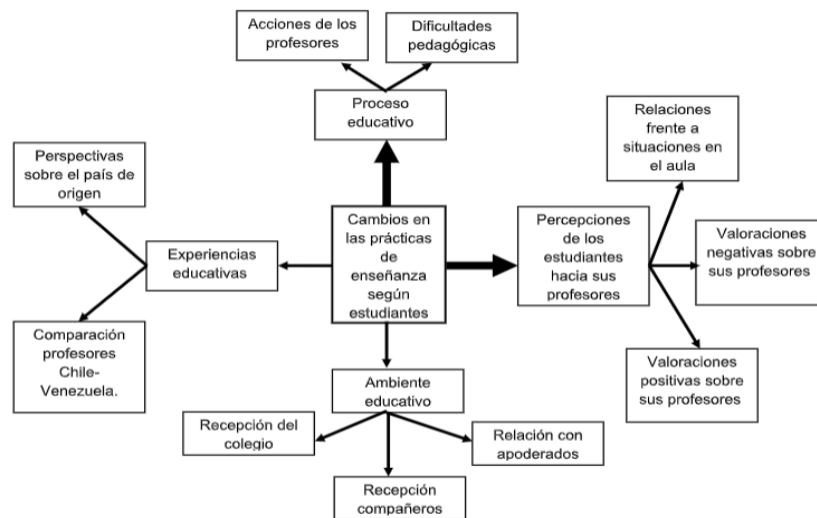 Acciones de los
profesores
Dificultades
pedagógicas
Proceso
educativo
Relaciones
frente a
situaciones en
el aula
Perspectivas
sobre el país de
origen
Cambios en
las prácticas
de
enseñanza
según
estudiantes
Percepciones
de los
estudiantes
hacia sus
profesores
Valoraciones
negativas sobre
sus profesores
Experiencias
educativas
Comparación
profesores
Chile-
Venezuela.
Valoraciones
positivas sobre
sus profesores
Ambiente
educativo
Recepción del
colegio
Relación con
apoderados
Recepción
compañeros